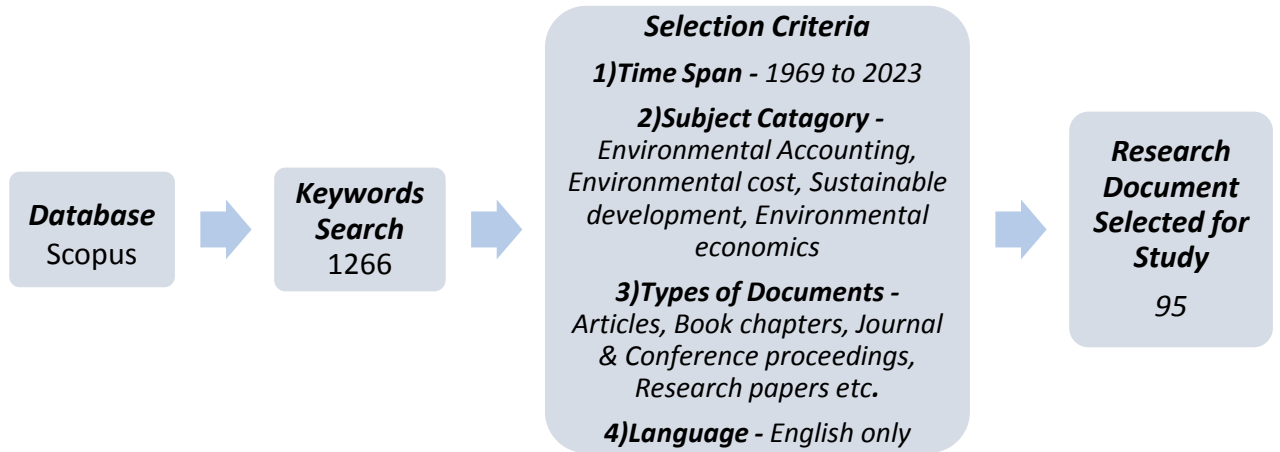 Database
Scopus
Keywords
Search
1266
Selection Criteria
1)Time Span - 1969 to 2023
2)Subject Catagory -
Environmental Accounting,
Environmental cost, Sustainable
development, Environmental
economics
3)Types of Documents -
Articles, Book chapters, Journal
& Conference proceedings,
Research papers etc.
4)Language - English only
Research
Document
Selected for
Study
95